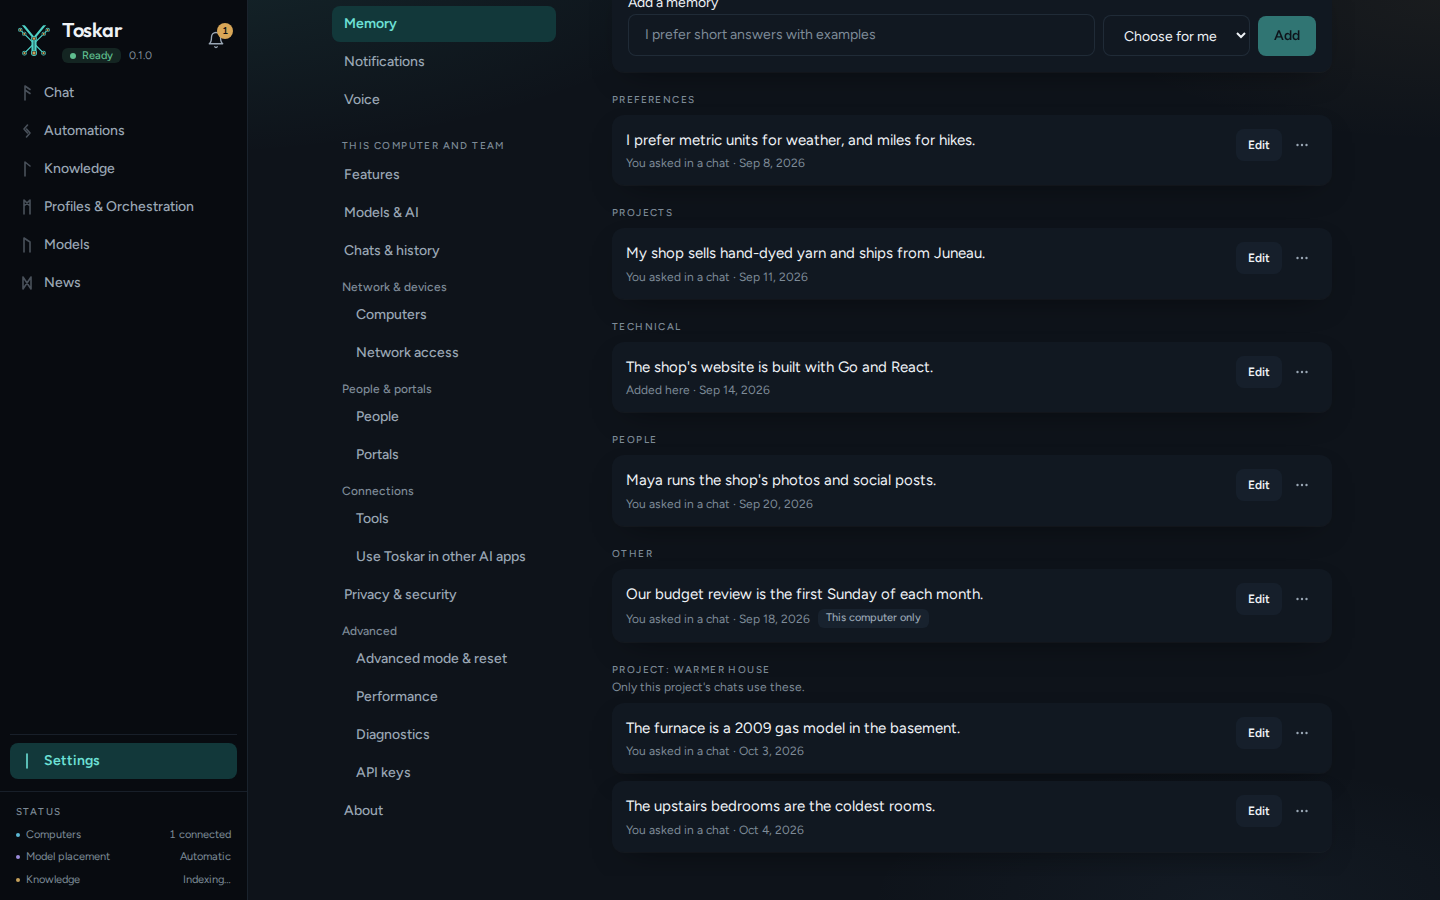 Toskar
1
Ready
0.1.0
Chat
Automations
Knowledge
Profiles & Orchestration
Models
News
Settings
STATUS
Computers 1 connected
Model placement Automatic
Knowledge Indexing...
Memory
Notifications
Voice
THIS COMPUTER AND TEAM
Features
Models & AI
Chats & history
Network & devices
Computers
Network access
People & portals
People
Portals
Connections
Tools
Use Toskar in other AI apps
Privacy & security
Advanced
Advanced mode & reset
Performance
Diagnostics
API keys
About
Add a memory
I prefer short answers with examples
Choose for me
Add
PREFERENCES
I prefer metric units for weather, and miles for hikes.
You asked in a chat · Sep 8, 2026
Edit
PROJECTS
My shop sells hand-dyed yarn and ships from Juneau.
You asked in a chat · Sep 11, 2026
Edit
TECHNICAL
The shop's website is built with Go and React.
Added here · Sep 14, 2026
Edit
PEOPLE
Maya runs the shop's photos and social posts.
You asked in a chat · Sep 20, 2026
Edit
OTHER
Our budget review is the first Sunday of each month.
You asked in a chat · Sep 18, 2026 This computer only
Edit
PROJECT: WARMER HOUSE
Only this project's chats use these.
The furnace is a 2009 gas model in the basement.
You asked in a chat · Oct 3, 2026
Edit
The upstairs bedrooms are the coldest rooms.
You asked in a chat · Oct 4, 2026
Edit